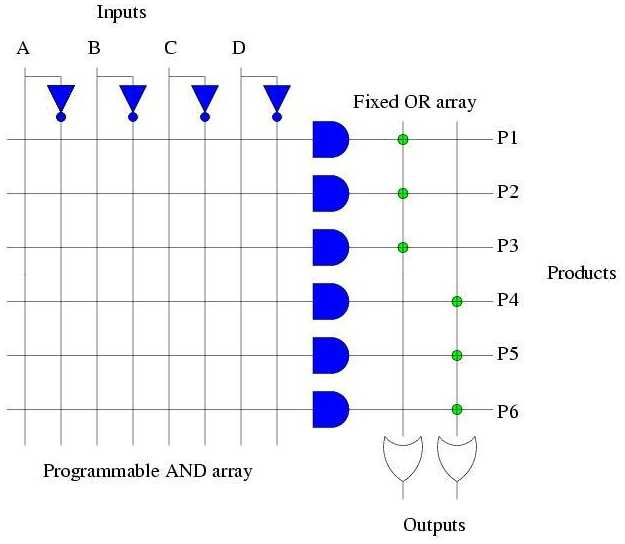 Inputs
A B C D
Fixed OR array
P1
P2
P3
Products
P4
P5
P6
Programmable AND array
Outputs